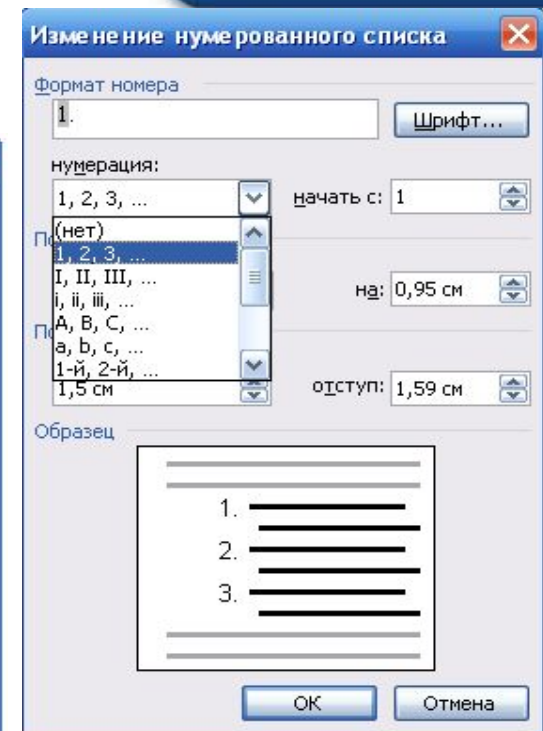 Изменение нумерованного списка
Формат номера
1.
Шрифт...
нумерация:
1, 2, 3, ...
начать с: 1
(нет)
1, 2, 3, ...
I, II, III, ...
i, ii, iii, ...
на: 0,95 см
A, B, C, ...
a, b, c, ...
1-й, 2-й, ...
1,5 см
отступ: 1,59 см
Образец
1.
2.
3.
ОК
Отмена